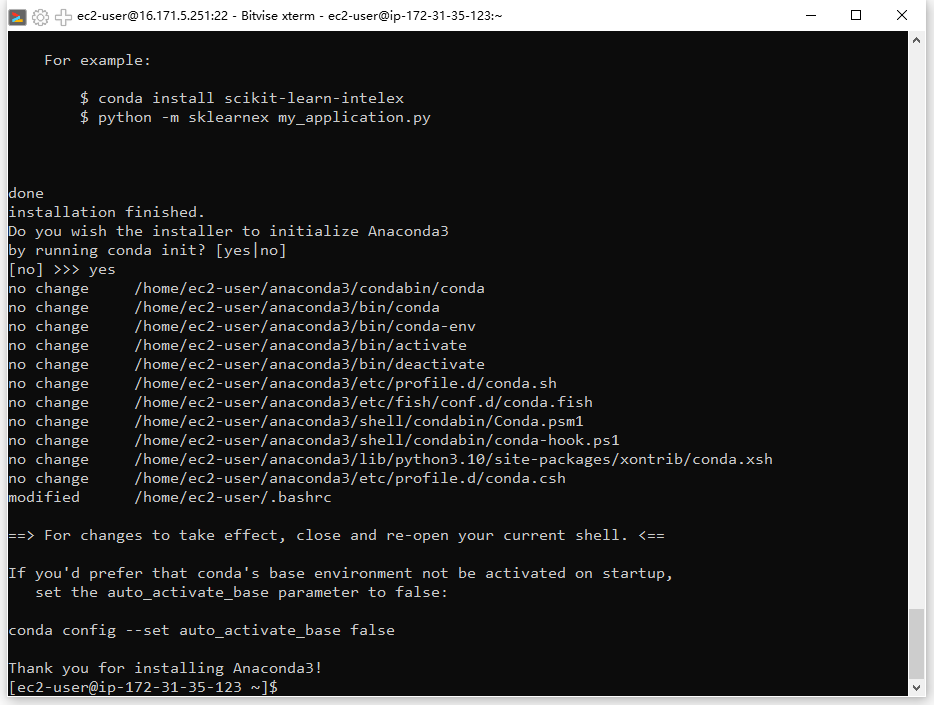 ec2-user@16.171.5.251:22 - Bitvise xterm - ec2-user@ip-172-31-35-123:~
For example:
$ conda install scikit-learn-intelex
$ python -m sklearnex my_application.py
done
installation finished.
Do you wish the installer to initialize Anaconda3
by running conda init? [yes|no]
[no] >>> yes
no change     /home/ec2-user/anaconda3/condabin/conda
no change     /home/ec2-user/anaconda3/bin/conda
no change     /home/ec2-user/anaconda3/bin/conda-env
no change     /home/ec2-user/anaconda3/bin/activate
no change     /home/ec2-user/anaconda3/bin/deactivate
no change     /home/ec2-user/anaconda3/etc/profile.d/conda.sh
no change     /home/ec2-user/anaconda3/etc/fish/conf.d/conda.fish
no change     /home/ec2-user/anaconda3/shell/condabin/Conda.psm1
no change     /home/ec2-user/anaconda3/shell/condabin/conda-hook.ps1
no change     /home/ec2-user/anaconda3/lib/python3.10/site-packages/xontrib/conda.xsh
no change     /home/ec2-user/anaconda3/etc/profile.d/conda.csh
modified      /home/ec2-user/.bashrc
==> For changes to take effect, close and re-open your current shell. <==
If you'd prefer that conda's base environment not be activated on startup,
set the auto_activate_base parameter to false:
conda config --set auto_activate_base false
Thank you for installing Anaconda3!
[ec2-user@ip-172-31-35-123 ~]$